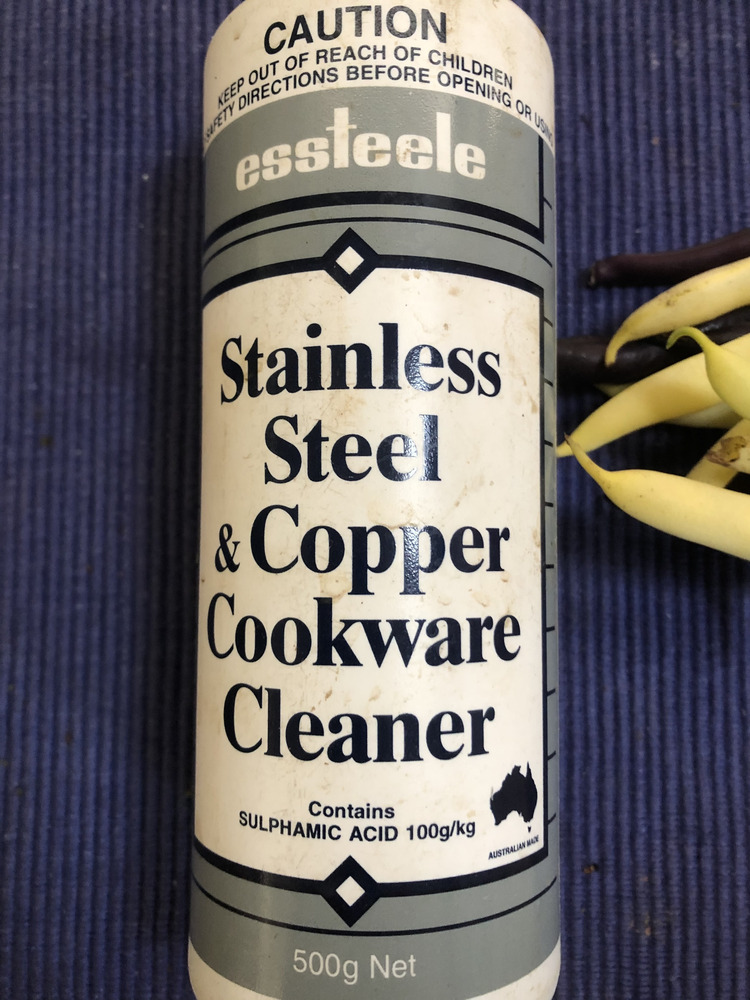 CAUTION
KEEP OUT OF REACH OF CHILDREN
SAFETY DIRECTIONS BEFORE OPENING OR USING
essteele
Stainless
Steel
& Copper
Cookware
Cleaner
Contains
SULPHAMIC ACID 100g/kg
AUSTRALIAN MADE
500g Net